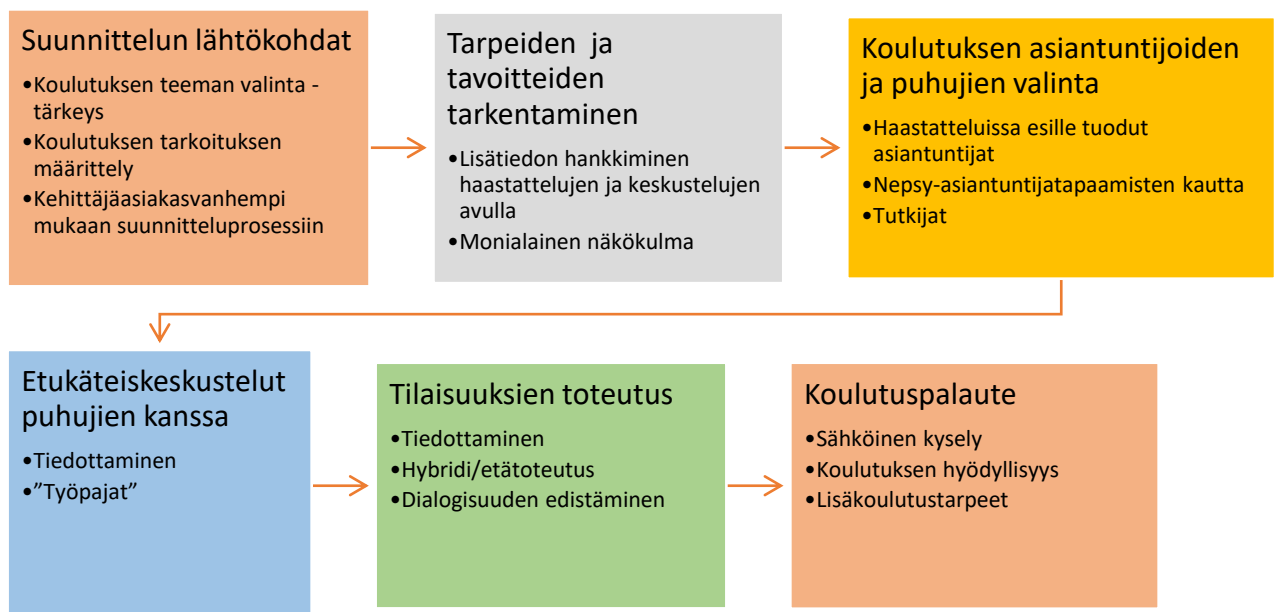 Suunnittelun lähtökohdat
•Koulutuksen teeman valinta -
tärkeys
•Koulutuksen tarkoituksen
määrittely
•Kehittäjäasiakasvanhempi
mukaan suunnitteluprosessiin
Tarpeiden ja
tavoitteiden
tarkentaminen
•Lisätiedon hankkiminen
haastattelujen ja keskustelujen
avulla
•Monialainen näkökulma
Koulutuksen asiantuntijoiden
ja puhujien valinta
•Haastatteluissa esille tuodut
asiantuntijat
•Nepsy-asiantuntijatapaamisten kautta
•Tutkijat
Etukäteiskeskustelut
puhujien kanssa
•Tiedottaminen
•”Työpajat”
Tilaisuuksien toteutus
•Tiedottaminen
•Hybridi/etätoteutus
•Dialogisuuden edistäminen
Koulutuspalaute
•Sähköinen kysely
•Koulutuksen hyödyllisyys
•Lisäkoulutustarpeet